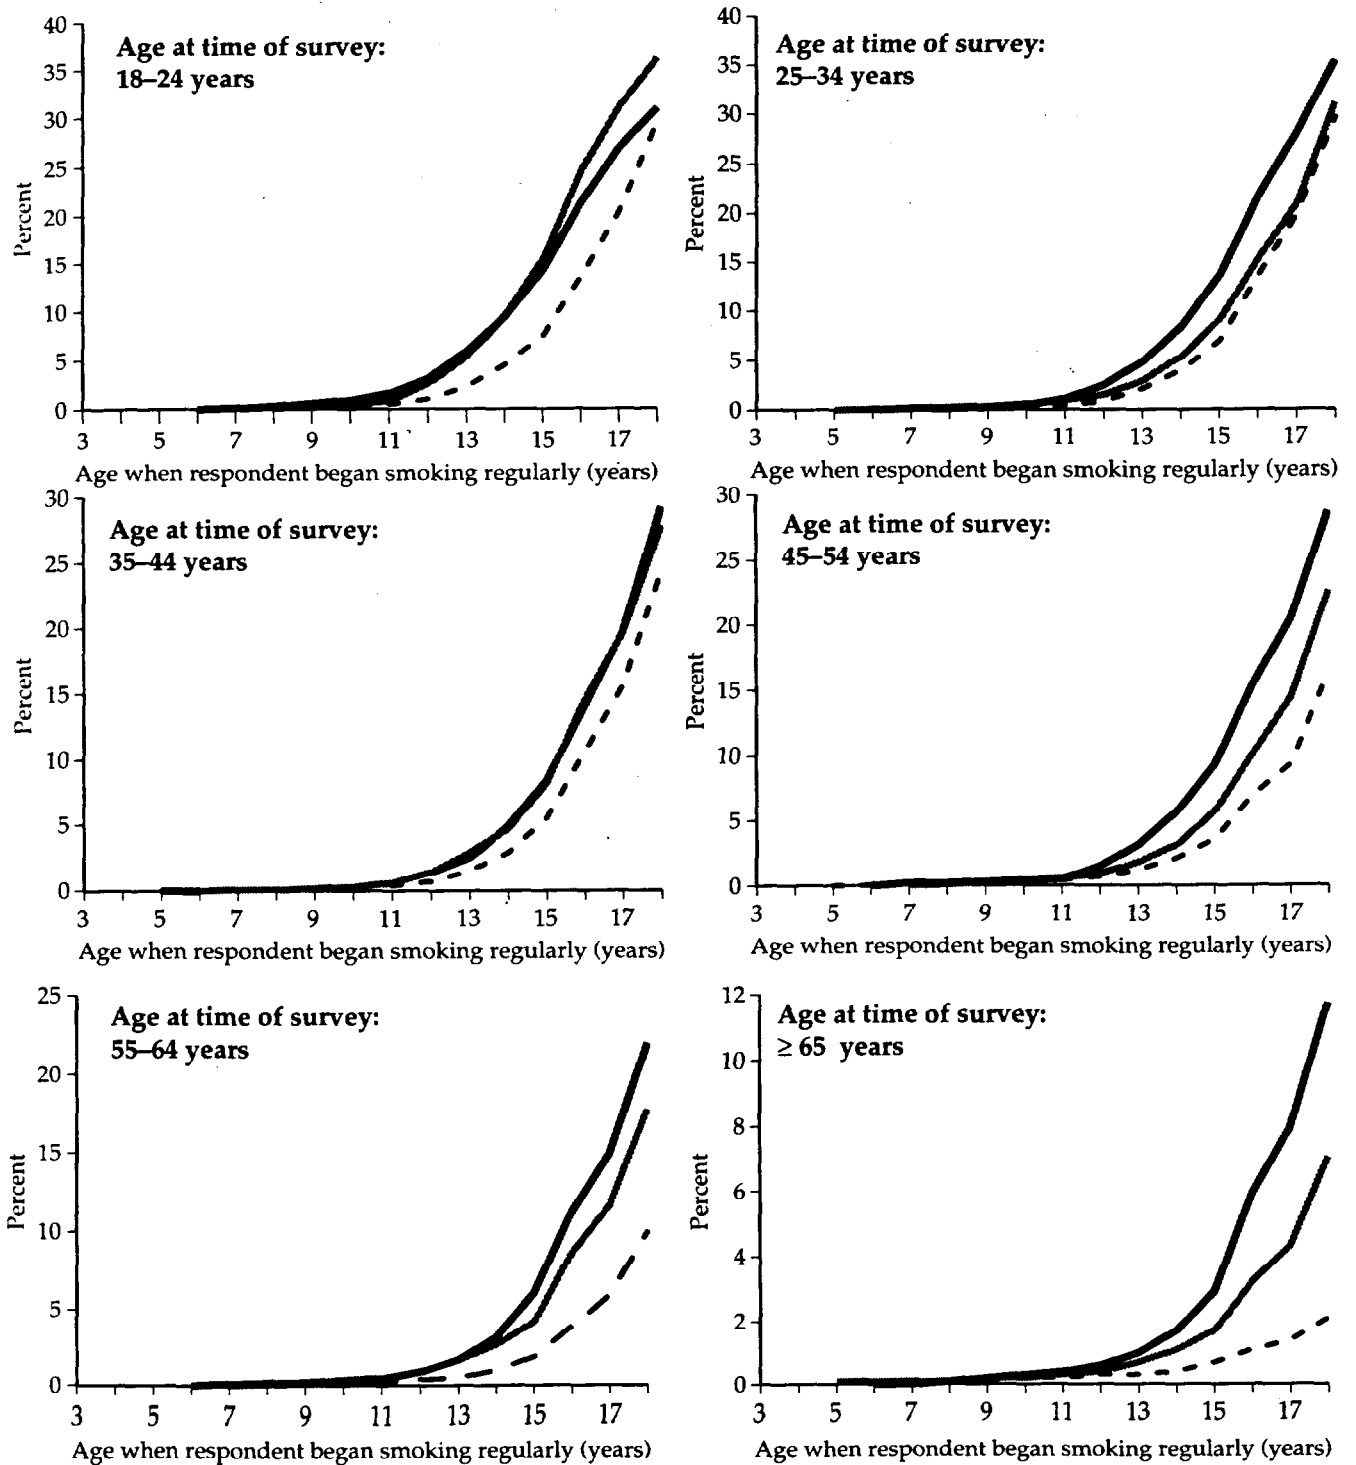 40
35
30
25
20
15
10
5
0
Percent
Age at time of survey:
18–24 years
3 5 7 9 11 13 15 17
Age when respondent began smoking regularly (years)
40
35
30
25
20
15
10
5
0
Percent
Age at time of survey:
25–34 years
3 5 7 9 11 13 15 17
Age when respondent began smoking regularly (years)
30
25
20
15
10
5
0
Percent
Age at time of survey:
35–44 years
3 5 7 9 11 13 15 17
Age when respondent began smoking regularly (years)
30
25
20
15
10
5
0
Percent
Age at time of survey:
45–54 years
3 5 7 9 11 13 15 17
Age when respondent began smoking regularly (years)
25
20
15
10
5
0
Percent
Age at time of survey:
55–64 years
3 5 7 9 11 13 15 17
Age when respondent began smoking regularly (years)
12
10
8
6
4
2
0
Percent
Age at time of survey:
≥ 65 years
3 5 7 9 11 13 15 17
Age when respondent began smoking regularly (years)